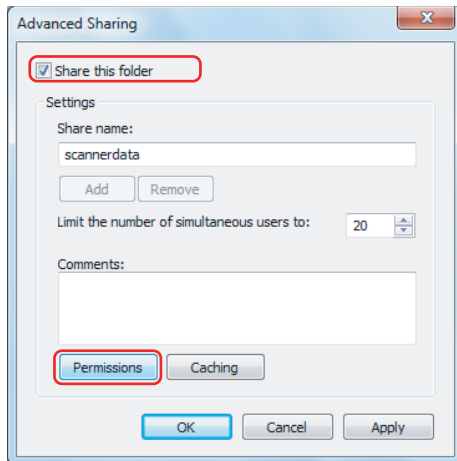 Advanced Sharing
Share this folder
Settings
Share name:
scannerdata
Add Remove
Limit the number of simultaneous users to: 20
Comments:
Permissions Caching
OK Cancel Apply